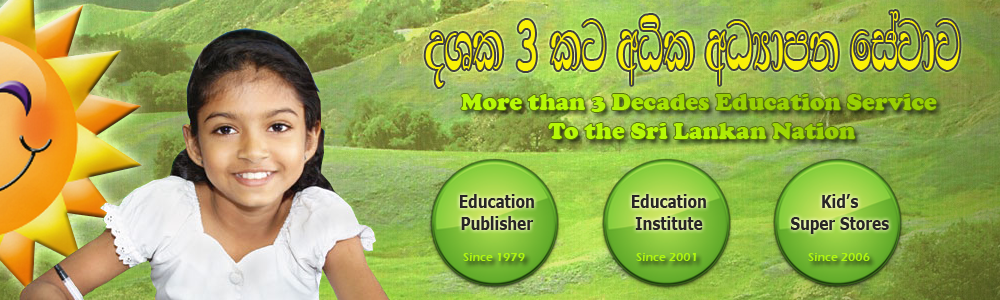 දශක 3 කට අධික අධ්‍යාපන සේවාව
More than 3 Decades Education Service
To the Sri Lankan Nation
Education
Publisher
Since 1979
Education
Institute
Since 2001
Kid's
Super Stores
Since 2006